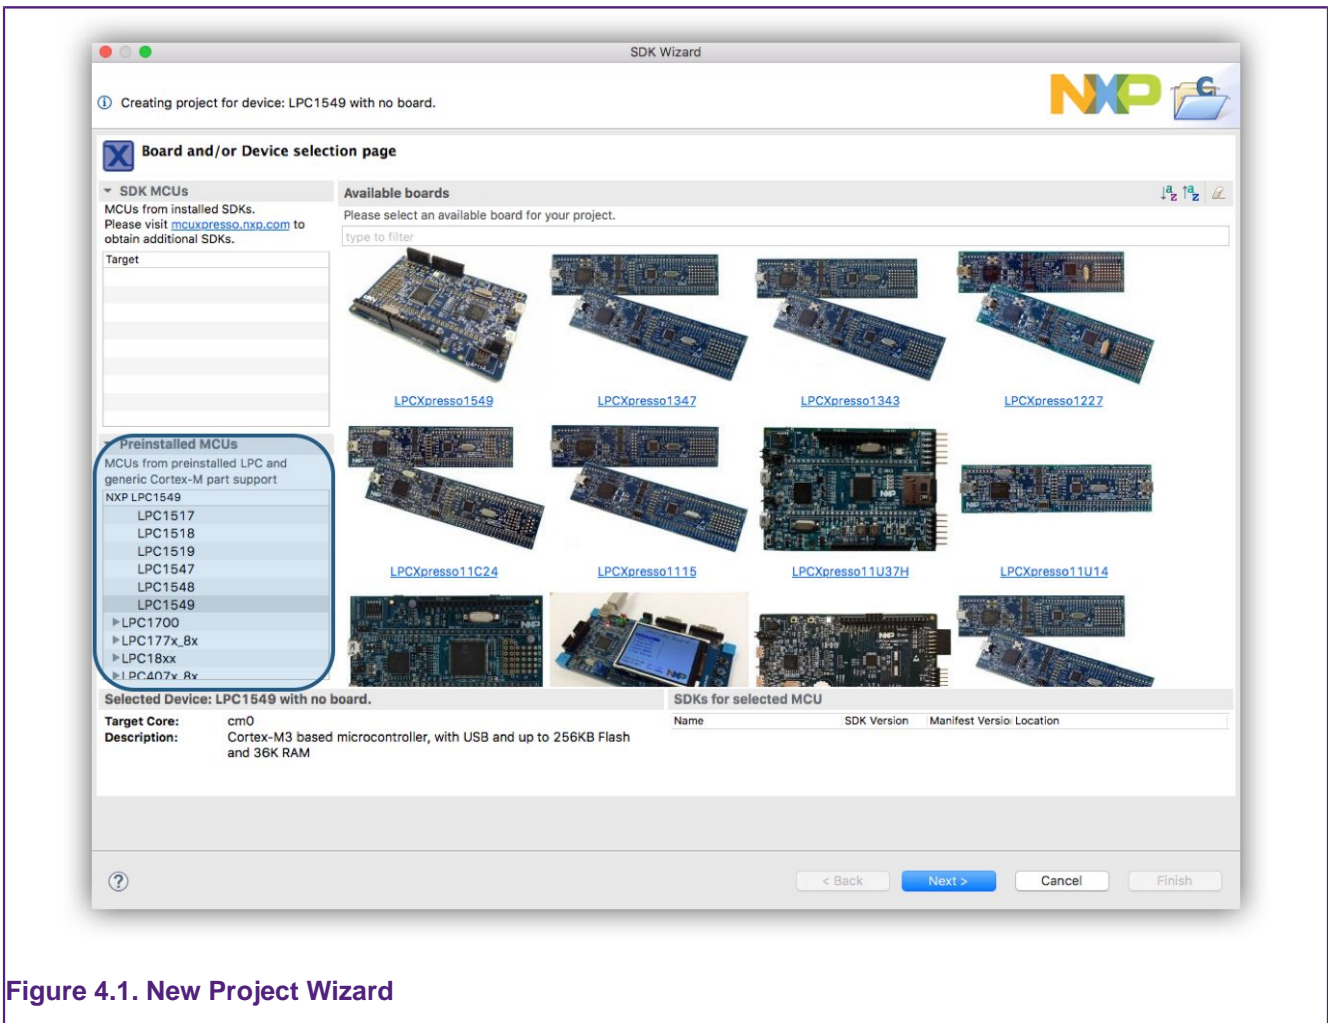 SDK Wizard
Creating project for device: LPC1549 with no board.
NXP
C
X
Board and/or Device selection page
SDK MCUs
MCUs from installed SDKs.
Please visit mcuxpresso.nxp.com to
obtain additional SDKs.
Target
Preinstalled MCUs
MCUs from preinstalled LPC and
generic Cortex-M part support
NXP LPC1549
LPC1517
LPC1518
LPC1519
LPC1547
LPC1548
LPC1549
LPC1700
LPC177x_8x
LPC18xx
LPC407x_8x
Available boards
Please select an available board for your project.
type to filter
LPCXpresso1549
LPCXpresso1347
LPCXpresso1343
LPCXpresso1227
LPCXpresso11C24
LPCXpresso1115
LPCXpresso11U37H
LPCXpresso11U14
Selected Device: LPC1549 with no board.
Target Core: cm0
Description: Cortex-M3 based microcontroller, with USB and up to 256KB Flash
and 36K RAM
SDKs for selected MCU
Name SDK Version Manifest Versio Location
? < Back Next > Cancel Finish
Figure 4.1. New Project Wizard